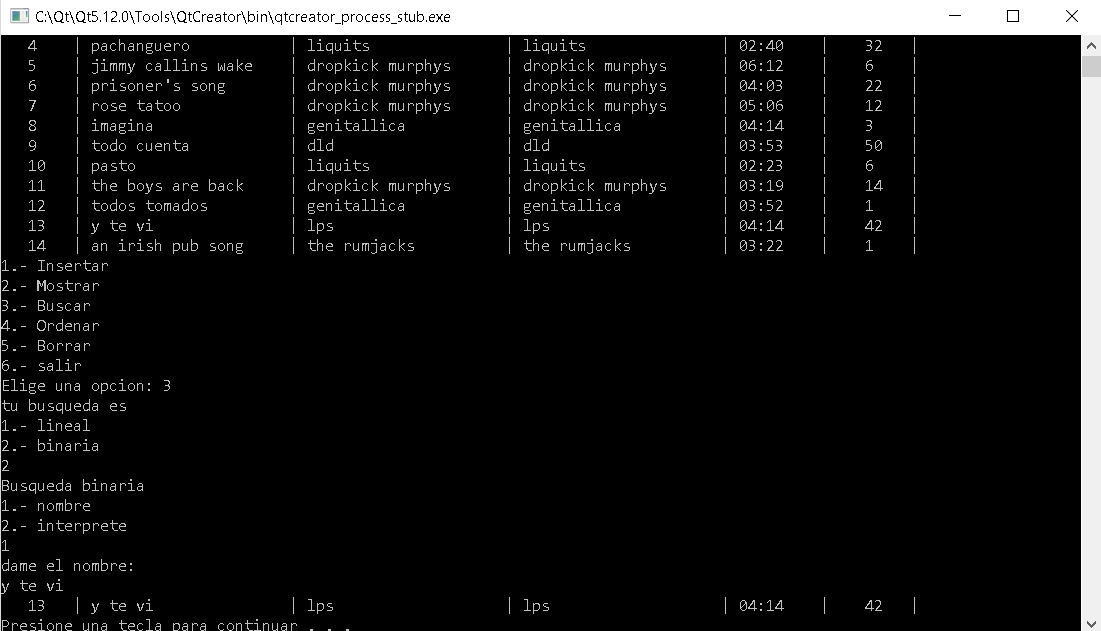 C:\Qt\Qt5.12.0\Tools\QtCreator\bin\qtcreator_process_stub.exe
4 | pachanguero | liquits | liquits | 02:40 | 32 |
5 | jimmy callins wake | dropkick murphys | dropkick murphys | 06:12 | 6 |
6 | prisoner's song | dropkick murphys | dropkick murphys | 04:03 | 22 |
7 | rose tatoo | dropkick murphys | dropkick murphys | 05:06 | 12 |
8 | imagina | genitallica | genitallica | 04:14 | 3 |
9 | todo cuenta | dld | dld | 03:53 | 50 |
10 | pasto | liquits | liquits | 02:23 | 6 |
11 | the boys are back | dropkick murphys | dropkick murphys | 03:19 | 14 |
12 | todos tomados | genitallica | genitallica | 03:52 | 1 |
13 | y te vi | lps | lps | 04:14 | 42 |
14 | an irish pub song | the rumjacks | the rumjacks | 03:22 | 1 |
1.- Insertar
2.- Mostrar
3.- Buscar
4.- Ordenar
5.- Borrar
6.- salir
Elige una opcion: 3
tu busqueda es
1.- lineal
2.- binaria
2
Busqueda binaria
1.- nombre
2.- interprete
1
dame el nombre:
y te vi
13 | y te vi | lps | lps | 04:14 | 42 |
Presione una tecla para continuar . . .